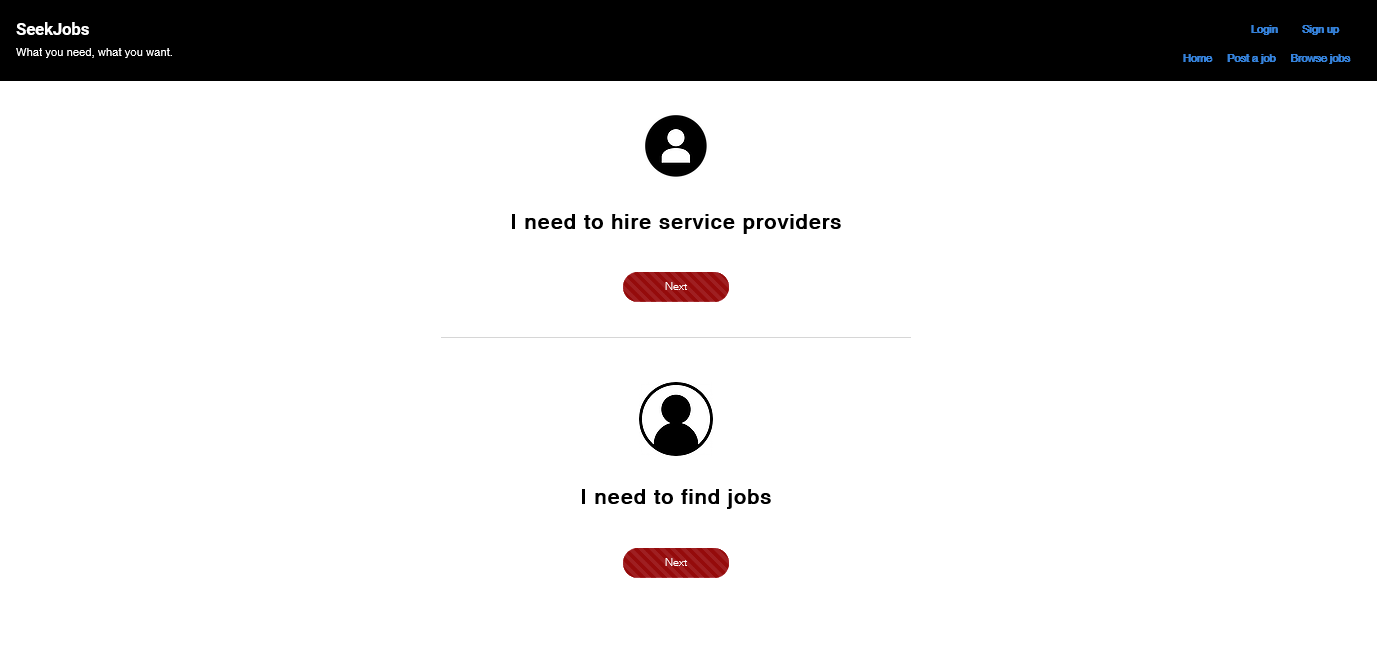 SeekJobs
What you need, what you want.
Login Sign up
Home Post a job Browse jobs
I need to hire service providers
Next
I need to find jobs
Next